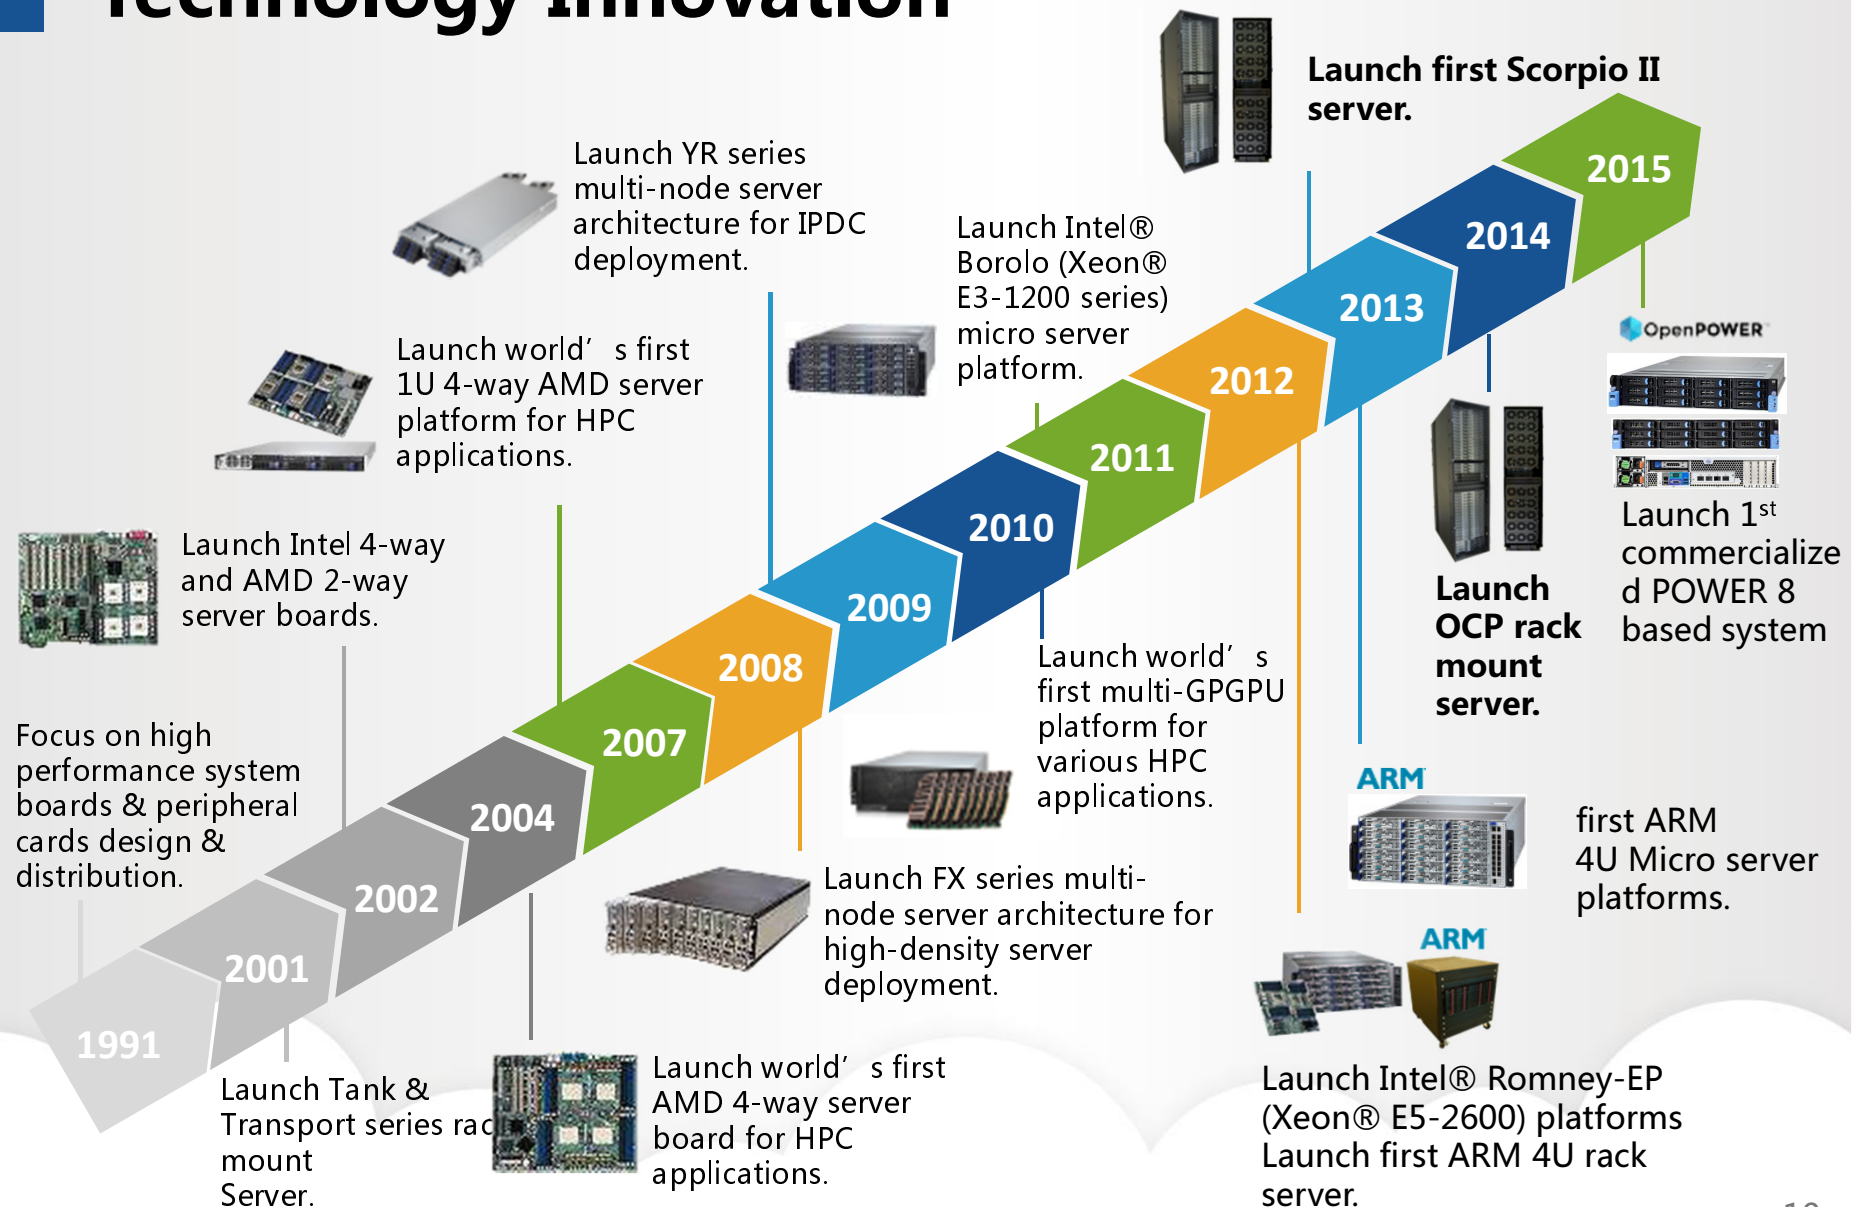 Technology Innovation
Launch first Scorpio II
server.
2015
Launch YR series
multi-node server
architecture for IPDC
deployment.
2014
Launch Intel®
Borolo (Xeon®
E3-1200 series)
micro server
platform.
2013
OpenPOWER
Launch world's first
1U 4-way AMD server
platform for HPC
applications.
2012
2011
Launch 1st
commercialize
d POWER 8
based system
2010
Launch Intel 4-way
and AMD 2-way
server boards.
Launch
OCP rack
mount
server.
2009
2008
Launch world's
first multi-GPGPU
platform for
various HPC
applications.
2007
Focus on high
performance system
boards & peripheral
cards design &
distribution.
2004
ARM
first ARM
4U Micro server
platforms.
2002
Launch FX series multi-
node server architecture for
high-density server
deployment.
2001
ARM
1991
Launch Tank &
Transport series rac
mount
Server.
Launch world's first
AMD 4-way server
board for HPC
applications.
Launch Intel® Romney-EP
(Xeon® E5-2600) platforms
Launch first ARM 4U rack
server.